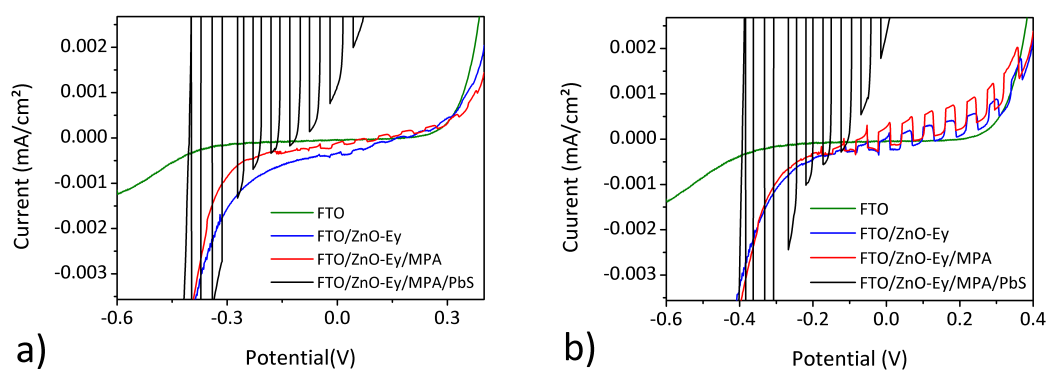 0.002
0.001
0.000
-0.001
-0.002
-0.003
Current (mA/cm²)
FTO
FTO/ZnO-Ey
FTO/ZnO-Ey/MPA
FTO/ZnO-Ey/MPA/PbS
-0.6 -0.3 0.0 0.3
Potential(V)
a)
0.002
0.001
0.000
-0.001
-0.002
-0.003
Cuurent (mA/cm²)
FTO
FTO/ZnO-Ey
FTO/ZnO-Ey/MPA
FTO/ZnO-Ey/MPA/PbS
-0.6 -0.4 -0.2 0.0 0.2 0.4
Potential (V)
b)